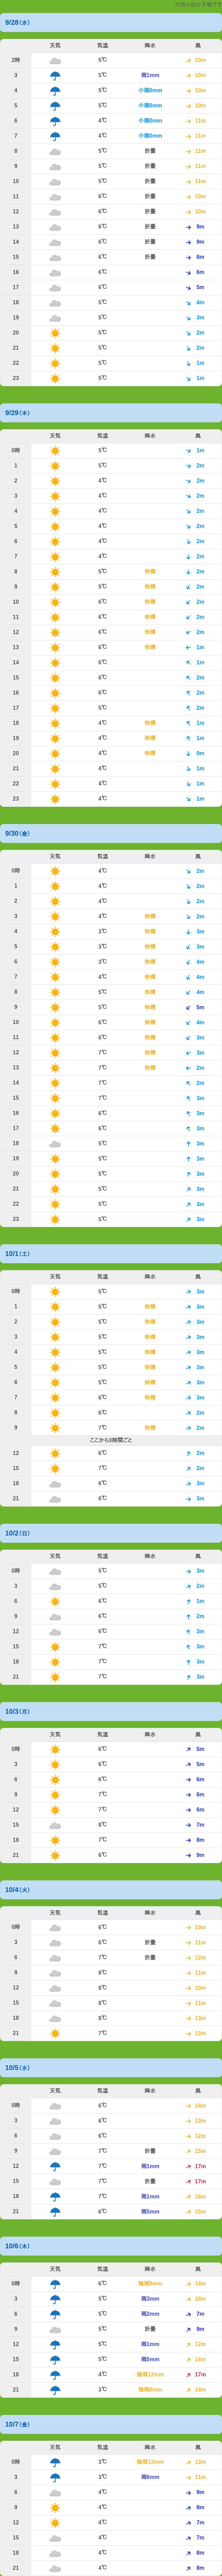 9/28(水)
天気 気温 降水 風
2時 5℃ 10m
3 5℃ 雨1mm 10m
4 5℃ 小雨0mm 10m
5 5℃ 小雨0mm 10m
6 4℃ 小雨0mm 11m
7 4℃ 小雨0mm 11m
8 5℃ 折曇 11m
9 5℃ 折曇 11m
10 5℃ 折曇 11m
11 6℃ 折曇 10m
12 6℃ 折曇 10m
13 6℃ 折曇 9m
14 6℃ 折曇 9m
15 6℃ 折曇 8m
16 6℃ 6m
17 6℃ 5m
18 5℃ 4m
19 5℃ 3m
20 5℃ 2m
21 5℃ 2m
22 5℃ 1m
23 5℃ 1m
9/29(木)
天気 気温 降水 風
0時 5℃ 1m
1 5℃ 2m
2 4℃ 2m
3 4℃ 2m
4 4℃ 2m
5 4℃ 2m
6 4℃ 2m
7 4℃ 2m
8 5℃ 快晴 2m
9 5℃ 快晴 2m
10 6℃ 快晴 2m
11 6℃ 快晴 2m
12 6℃ 快晴 2m
13 6℃ 快晴 1m
14 6℃ 1m
15 6℃ 2m
16 6℃ 2m
17 5℃ 2m
18 4℃ 快晴 1m
19 4℃ 快晴 1m
20 4℃ 快晴 0m
21 4℃ 1m
22 4℃ 1m
23 4℃ 1m
9/30(金)
天気 気温 降水 風
0時 4℃ 2m
1 4℃ 2m
2 4℃ 2m
3 4℃ 快晴 2m
4 3℃ 快晴 3m
5 3℃ 快晴 3m
6 3℃ 快晴 4m
7 4℃ 快晴 4m
8 5℃ 快晴 4m
9 5℃ 快晴 5m
10 6℃ 快晴 4m
11 6℃ 快晴 3m
12 7℃ 快晴 3m
13 7℃ 快晴 2m
14 7℃ 2m
15 7℃ 3m
16 6℃ 3m
17 6℃ 3m
18 5℃ 3m
19 5℃ 3m
20 5℃ 3m
21 5℃ 3m
22 5℃ 3m
23 5℃ 3m
10/1(土)
天気 気温 降水 風
0時 5℃ 3m
1 5℃ 快晴 3m
2 5℃ 快晴 3m
3 5℃ 快晴 3m
4 5℃ 快晴 3m
5 5℃ 快晴 3m
6 5℃ 快晴 3m
7 6℃ 快晴 3m
8 6℃ 快晴 2m
9 7℃ 快晴 2m
ここから3時間ごと
12 6℃ 2m
15 7℃ 2m
18 6℃ 3m
21 6℃ 3m
10/2(日)
天気 気温 降水 風
0時 5℃ 3m
3 5℃ 2m
6 5℃ 1m
9 6℃ 2m
12 6℃ 3m
15 7℃ 3m
18 7℃ 3m
21 7℃ 3m
10/3(月)
天気 気温 降水 風
0時 6℃ 5m
3 6℃ 5m
6 6℃ 6m
9 7℃ 6m
12 7℃ 6m
15 8℃ 7m
18 7℃ 8m
21 6℃ 9m
10/4(火)
天気 気温 降水 風
0時 6℃ 10m
3 6℃ 折曇 11m
6 7℃ 折曇 12m
9 8℃ 11m
12 8℃ 10m
15 8℃ 11m
18 8℃ 13m
21 7℃ 13m
10/5(水)
天気 気温 降水 風
0時 6℃ 14m
3 6℃ 13m
6 6℃ 12m
9 7℃ 折曇 15m
12 7℃ 雨1mm 17m
15 7℃ 折曇 17m
18 7℃ 雨1mm 16m
21 6℃ 雨5mm 15m
10/6(木)
天気 気温 降水 風
0時 6℃ 強雨8mm 14m
3 5℃ 雨3mm 10m
6 5℃ 雨2mm 7m
9 5℃ 折曇 9m
12 5℃ 雨1mm 12m
15 5℃ 雨5mm 14m
18 4℃ 強雨12mm 17m
21 3℃ 強雨8mm 14m
10/7(金)
天気 気温 降水 風
0時 3℃ 強雨13mm 13m
3 3℃ 雨6mm 11m
6 4℃ 9m
9 4℃ 8m
12 4℃ 7m
15 4℃ 7m
18 4℃ 8m
21 4℃ 8m